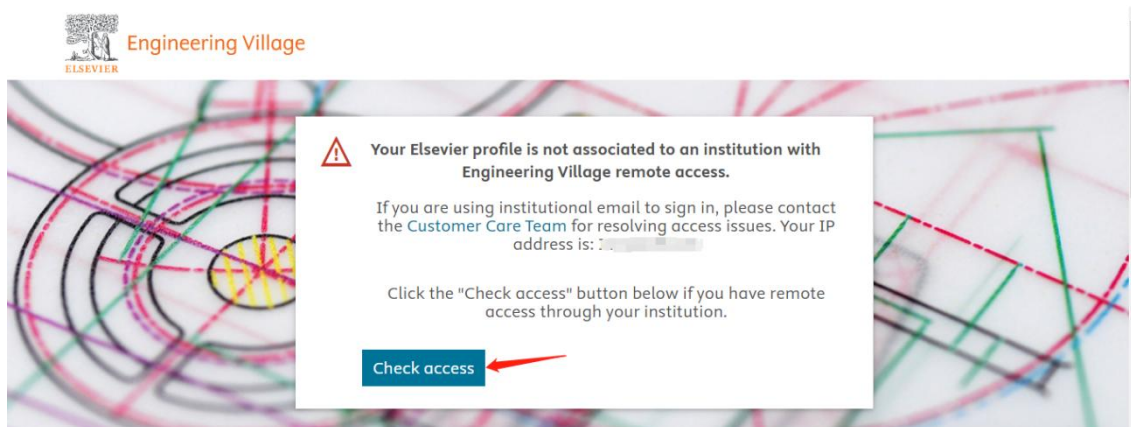 Engineering Village
ELSEVIER
Your Elsevier profile is not associated to an institution with
Engineering Village remote access.
If you are using institutional email to sign in, please contact
the Customer Care Team for resolving access issues. Your IP
address is:
Click the "Check access" button below if you have remote
access through your institution.
Check access